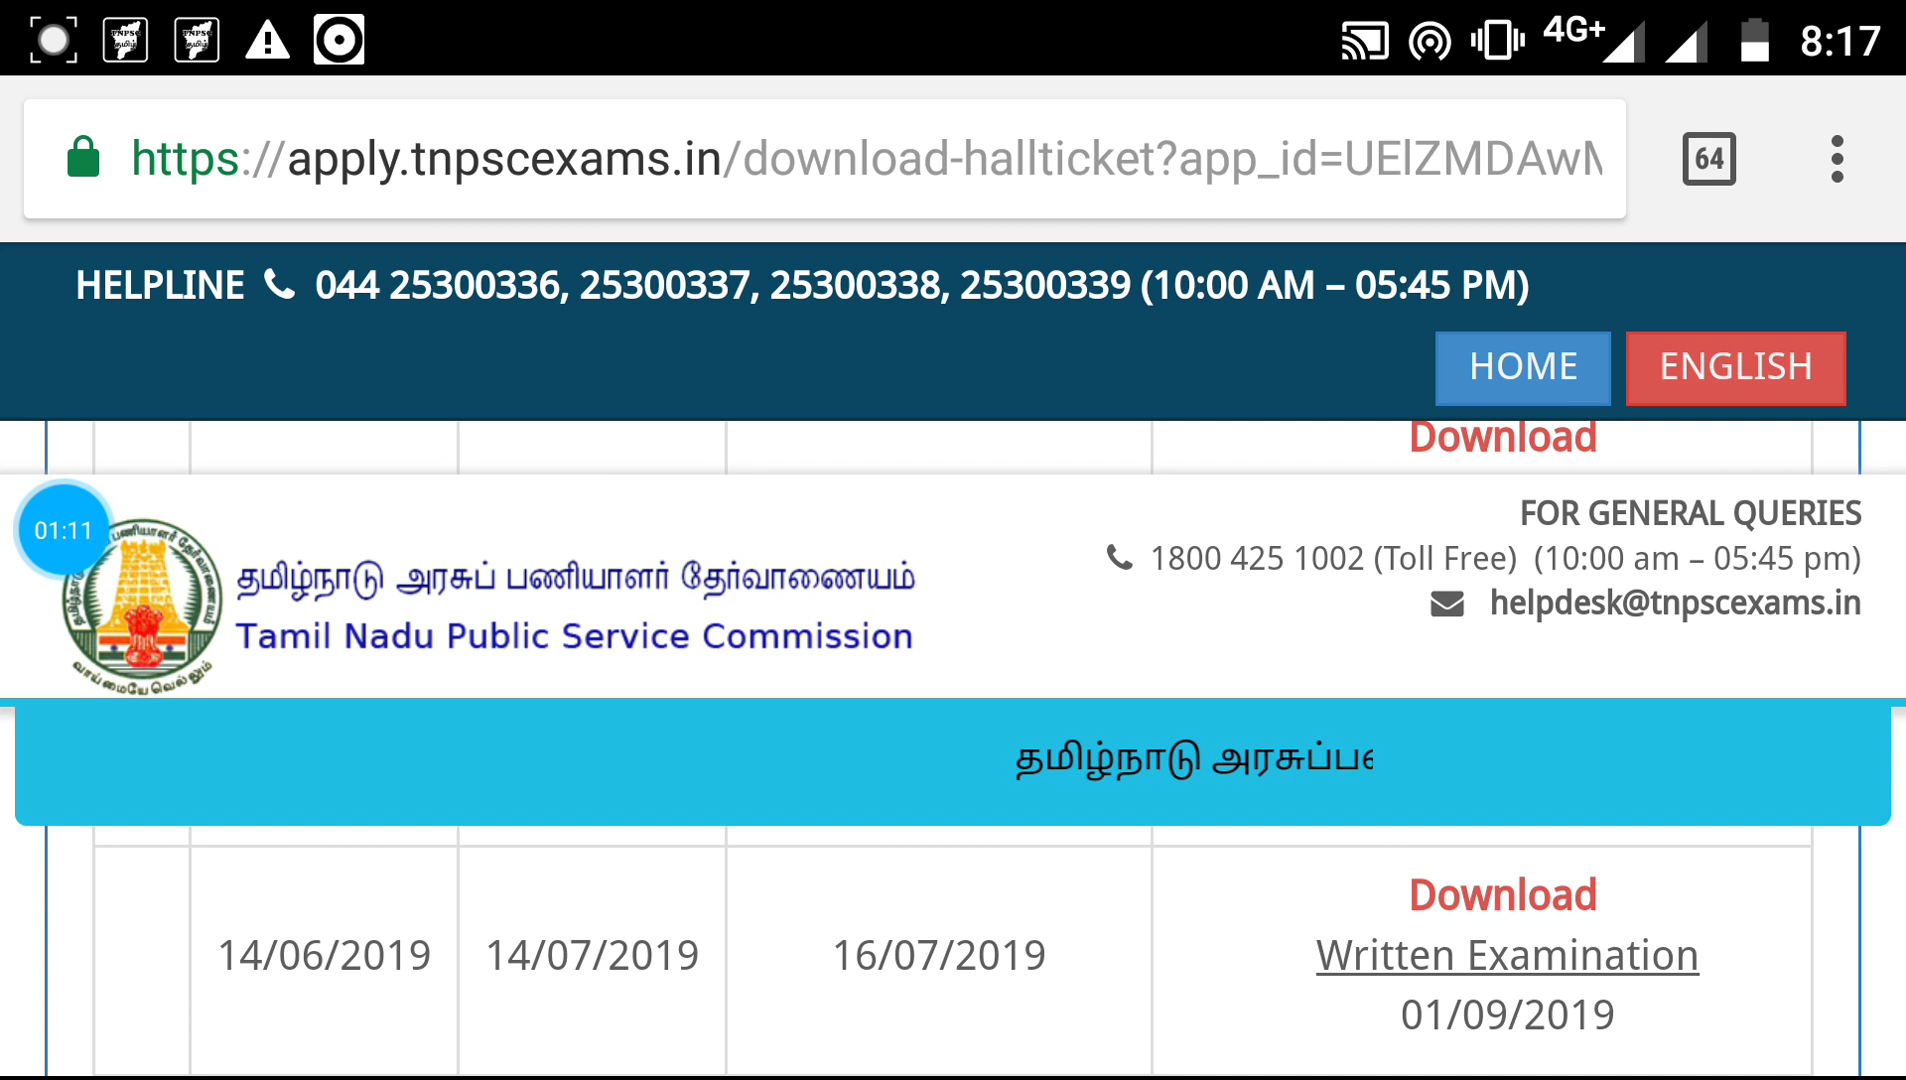 4G+ 8:17
https://apply.tnpscexams.in/download-hallticket?app_id=UElZMDAwM
64
HELPLINE 044 25300336, 25300337, 25300338, 25300339 (10:00 AM – 05:45 PM)
HOME ENGLISH
Download
01:11
FOR GENERAL QUERIES
1800 425 1002 (Toll Free) (10:00 am – 05:45 pm)
helpdesk@tnpscexams.in
தமிழ்நாடு அரசுப் பணியாளர் தேர்வாணையம்
Tamil Nadu Public Service Commission
வாய்மையே வெல்லும்
தமிழ்நாடு அரசுப்ப
Download
14/06/2019 14/07/2019 16/07/2019 Written Examination
01/09/2019